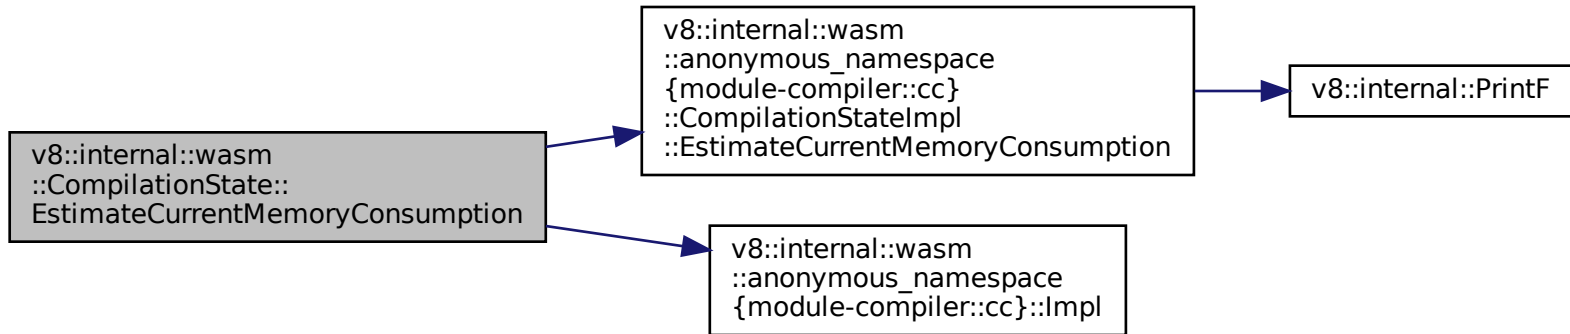 v8::internal::wasm
::CompilationState::
EstimateCurrentMemoryConsumption
v8::internal::wasm
::anonymous_namespace
{module-compiler::cc}
::CompilationStateImpl
::EstimateCurrentMemoryConsumption
v8::internal::PrintF
v8::internal::wasm
::anonymous_namespace
{module-compiler::cc}::Impl